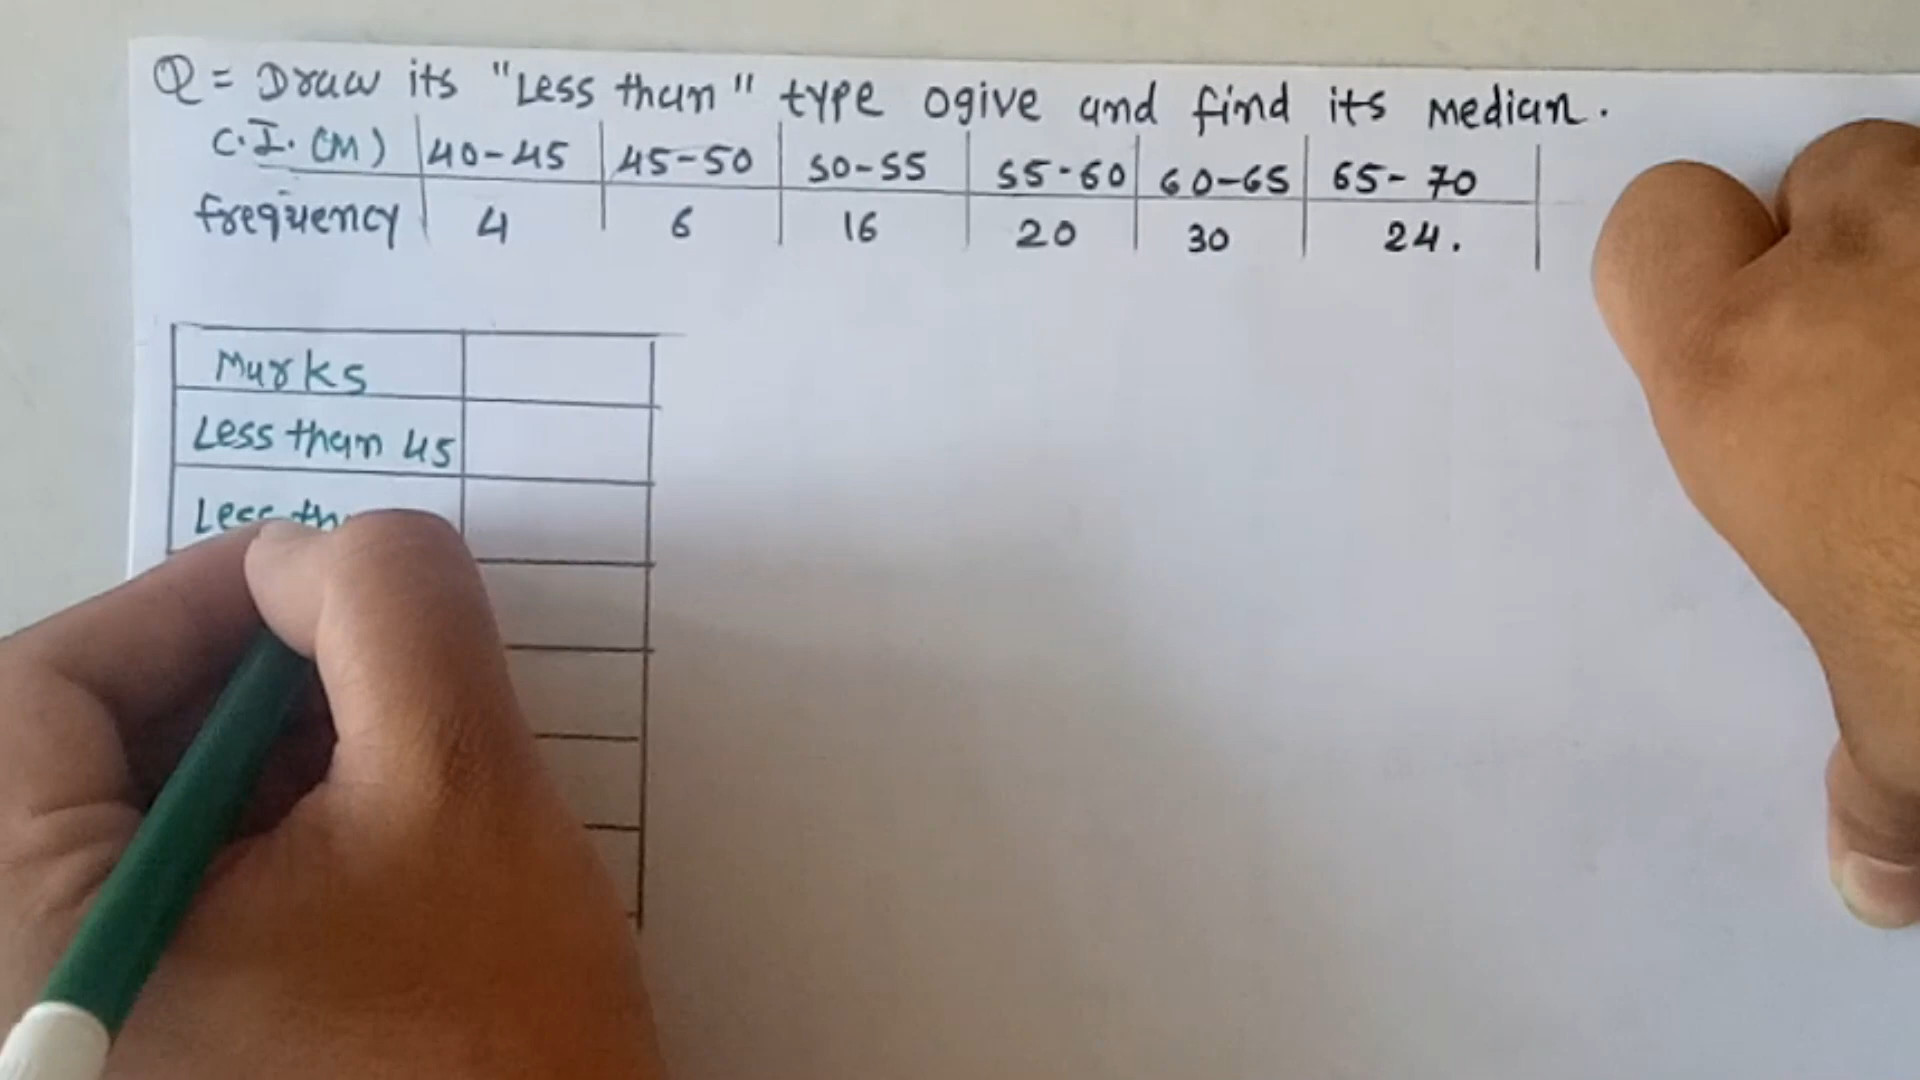 Q = Draw its "Less than" type ogive and find its median.
C.I. (M) 40-45 45-50 50-55 55-60 60-65 65-70
frequency 4 6 16 20 30 24.
Marks
Less than 45
Less